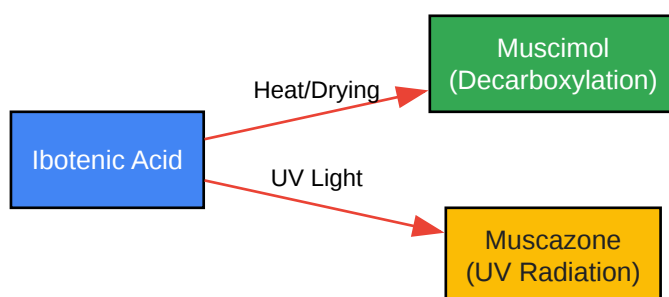 Muscimol
(Decarboxylation)
Heat/Drying
Ibotenic Acid
UV Light
Muscazone
(UV Radiation)